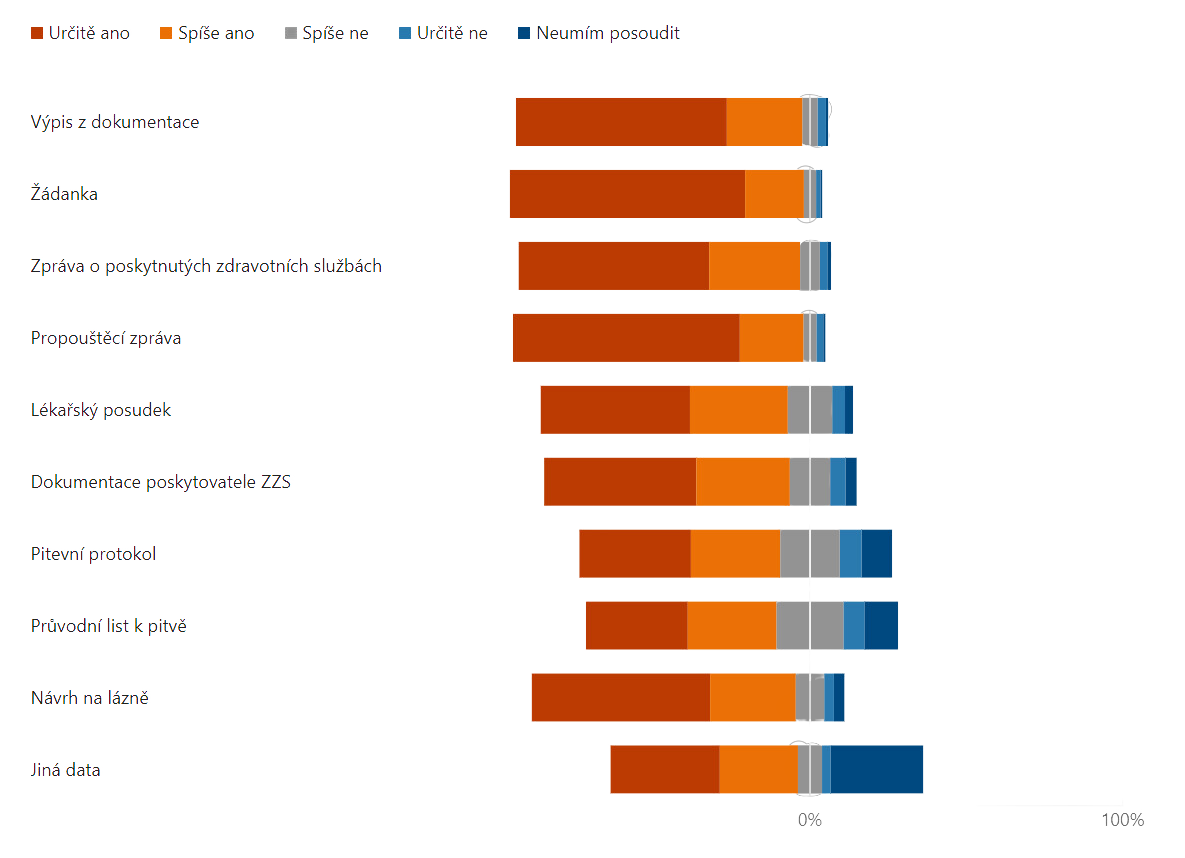 Určitě ano Spíše ano Spíše ne Určitě ne Neumím posoudit
Výpis z dokumentace
Žádanka
Zpráva o poskytnutých zdravotních službách
Propouštěcí zpráva
Lékařský posudek
Dokumentace poskytovatele ZZS
Pitevní protokol
Průvodní list k pitvě
Návrh na lázně
Jiná data
0% 100%